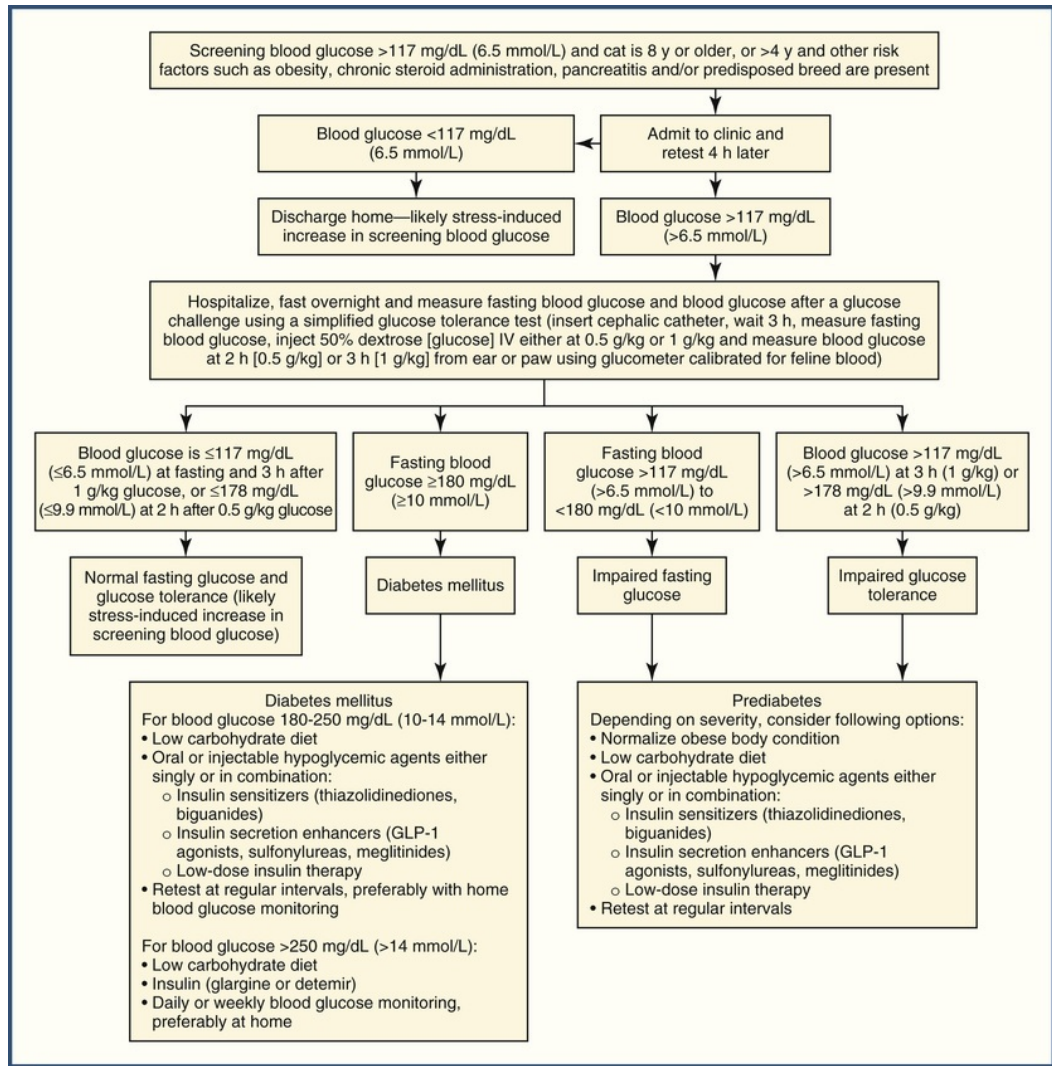 Screening blood glucose >117 mg/dL (6.5 mmol/L) and cat is 8 y or older, or >4 y and other risk
factors such as obesity, chronic steroid administration, pancreatitis and/or predisposed breed are present
Blood glucose <117 mg/dL
(6.5 mmol/L)
Admit to clinic and
retest 4 h later
Discharge home—likely stress-induced
increase in screening blood glucose
Blood glucose >117 mg/dL
(>6.5 mmol/L)
Hospitalize, fast overnight and measure fasting blood glucose and blood glucose after a glucose
challenge using a simplified glucose tolerance test (insert cephalic catheter, wait 3 h, measure fasting
blood glucose, inject 50% dextrose [glucose] IV either at 0.5 g/kg or 1 g/kg and measure blood glucose
at 2 h [0.5 g/kg] or 3 h [1 g/kg] from ear or paw using glucometer calibrated for feline blood)
Blood glucose is ≤117 mg/dL
(≤6.5 mmol/L) at fasting and 3 h after
1 g/kg glucose, or ≤178 mg/dL
(≤9.9 mmol/L) at 2 h after 0.5 g/kg glucose
Fasting blood
glucose ≥180 mg/dL
(≥10 mmol/L)
Fasting blood
glucose >117 mg/dL
(>6.5 mmol/L) to
<180 mg/dL (<10 mmol/L)
Blood glucose >117 mg/dL
(>6.5 mmol/L) at 3 h (1 g/kg) or
>178 mg/dL (>9.9 mmol/L)
at 2 h (0.5 g/kg)
Normal fasting glucose and
glucose tolerance (likely
stress-induced increase in
screening blood glucose)
Diabetes mellitus
Impaired fasting
glucose
Impaired glucose
tolerance
Diabetes mellitus
For blood glucose 180-250 mg/dL (10-14 mmol/L):
• Low carbohydrate diet
• Oral or injectable hypoglycemic agents either
singly or in combination:
o Insulin sensitizers (thiazolidinediones,
biguanides)
o Insulin secretion enhancers (GLP-1
agonists, sulfonylureas, meglitinides)
o Low-dose insulin therapy
• Retest at regular intervals, preferably with home
blood glucose monitoring
For blood glucose >250 mg/dL (>14 mmol/L):
• Low carbohydrate diet
• Insulin (glargine or detemir)
• Daily or weekly blood glucose monitoring,
preferably at home
Prediabetes
Depending on severity, consider following options:
• Normalize obese body condition
• Low carbohydrate diet
• Oral or injectable hypoglycemic agents either
singly or in combination:
o Insulin sensitizers (thiazolidinediones,
biguanides)
o Insulin secretion enhancers (GLP-1
agonists, sulfonylureas, meglitinides)
o Low-dose insulin therapy
• Retest at regular intervals